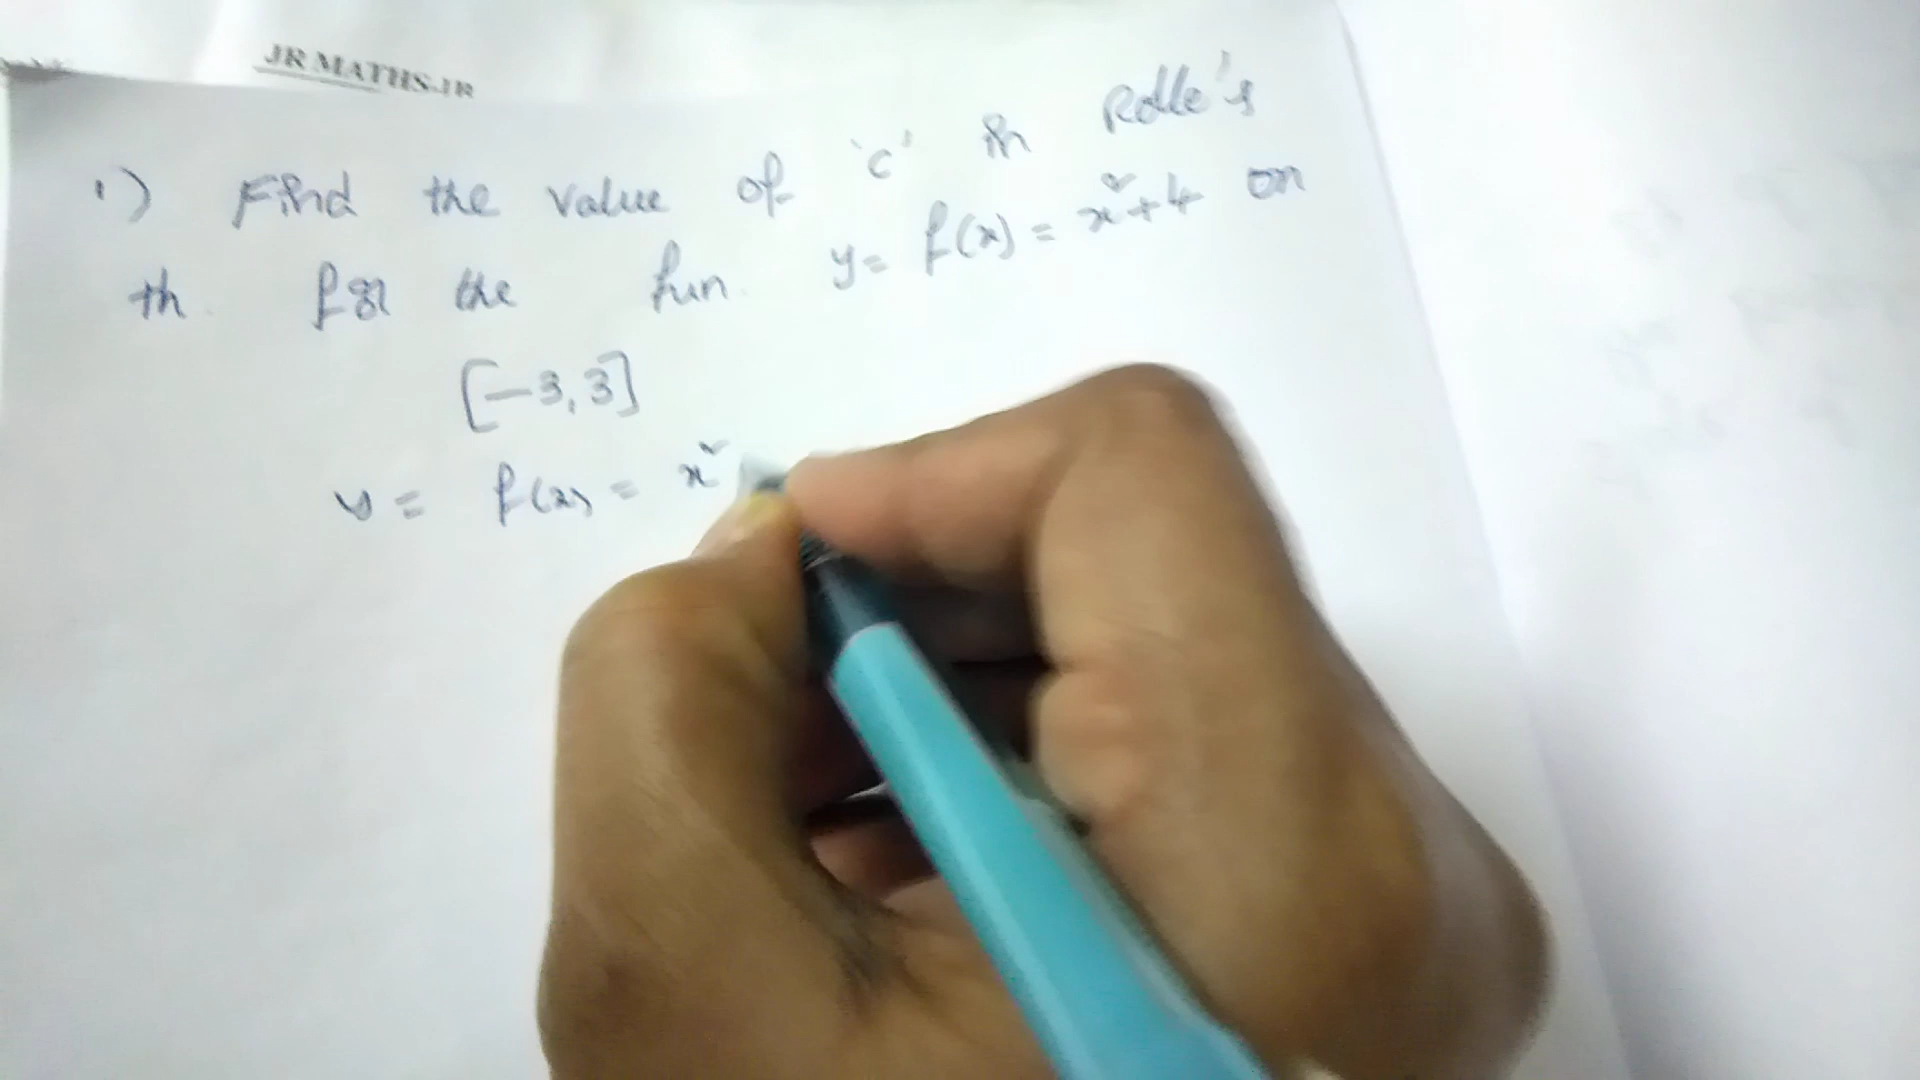 JR MATHS-JR
1) Find the value of 'c' in Rolle's
th. for the fun. y = f(x) = x² + 4 on
[-3, 3]
y = f(x) = x²